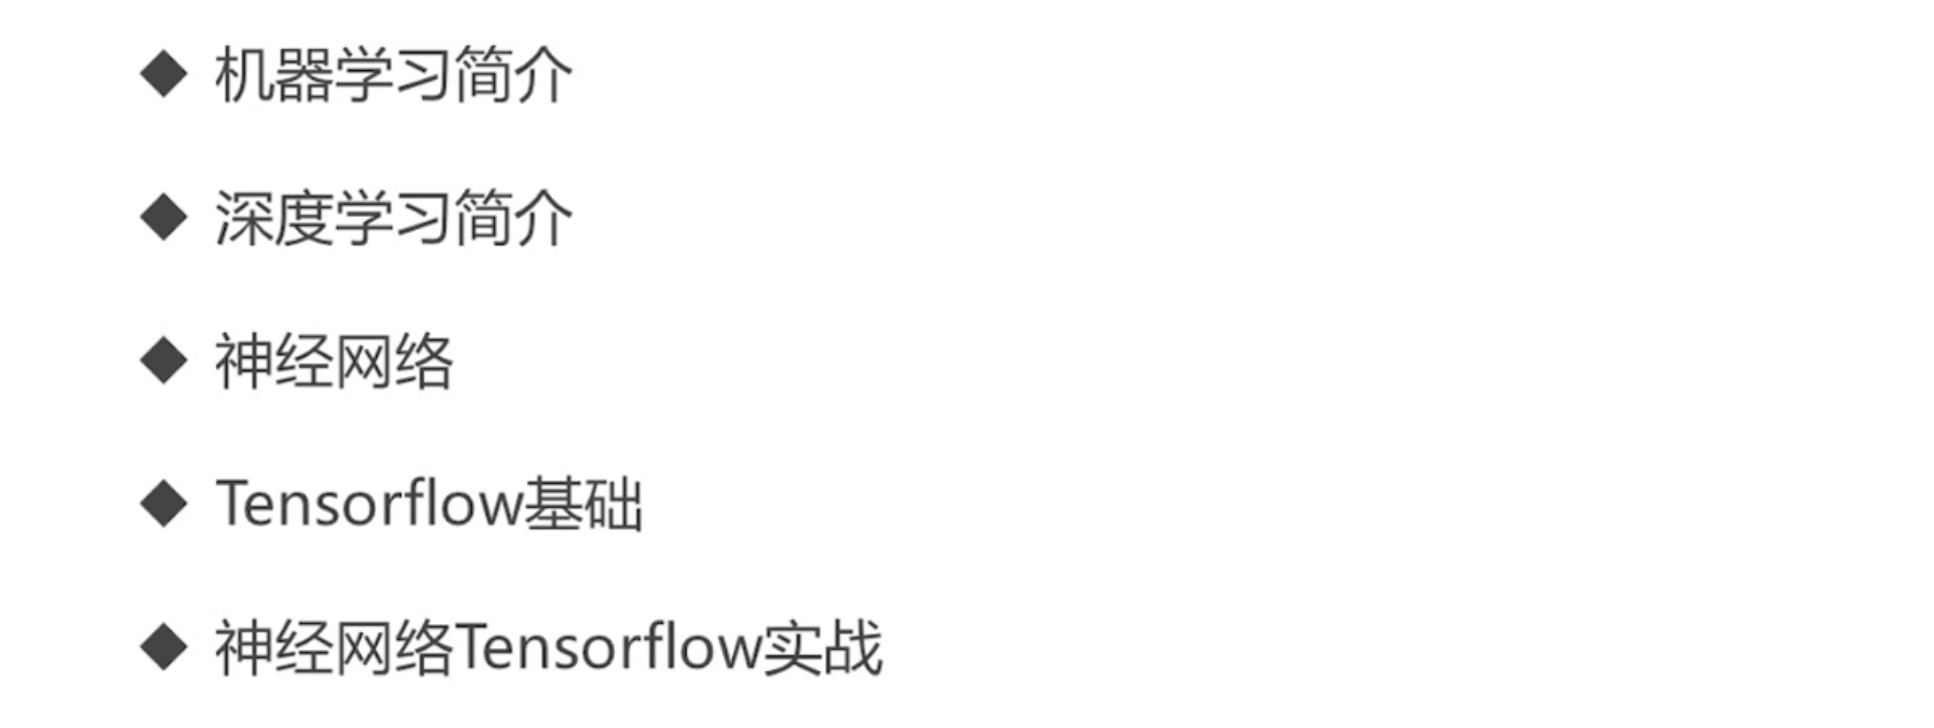 ◆ 机器学习简介
◆ 深度学习简介
◆ 神经网络
◆ Tensorflow基础
◆ 神经网络Tensorflow实战